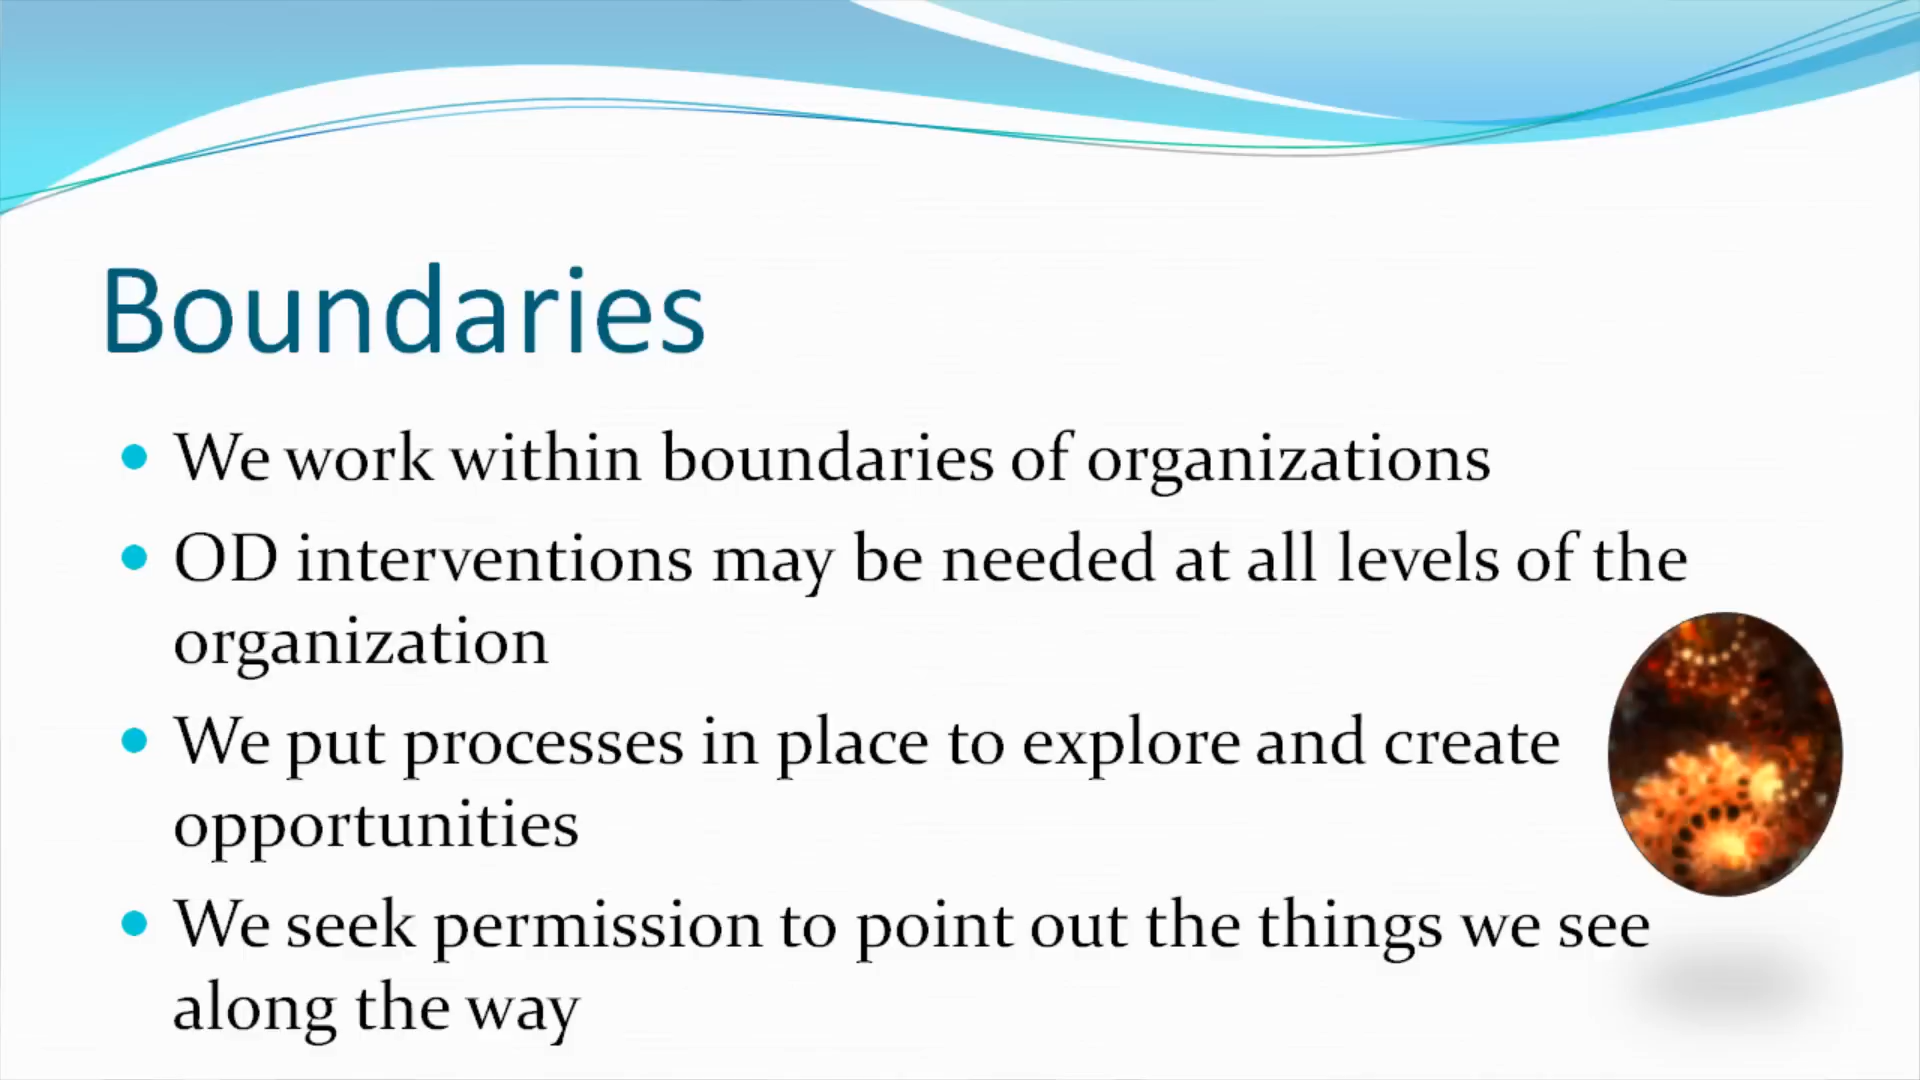 Boundaries
We work within boundaries of organizations
OD interventions may be needed at all levels of the
organization
We put processes in place to explore and create
opportunities
We seek permission to point out the things we see
along the way